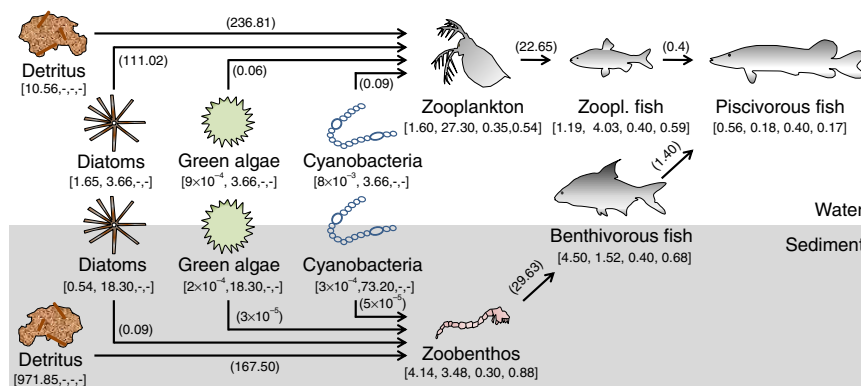 (236.81)
(111.02)
(0.06)
(0.09)
(22.65)
(0.4)
Detritus
[10.56,-,-,-]
Zooplankton
[1.60, 27.30, 0.35,0.54]
Zoopl. fish
[1.19, 4.03, 0.40, 0.59]
Piscivorous fish
[0.56, 0.18, 0.40, 0.17]
Diatoms
[1.65, 3.66,-,-]
Green algae
[9×10⁻⁴, 3.66,-,-]
Cyanobacteria
[8×10⁻³, 3.66,-,-]
(1.40)
Water
Benthivorous fish
[4.50, 1.52, 0.40, 0.68]
Sediment
Diatoms
[0.54, 18.30,-,-]
Green algae
[2×10⁻⁴,18.30,-,-]
Cyanobacteria
[3×10⁻⁴,73.20,-,-]
(29.63)
(5×10⁻⁵)
(3×10⁻⁵)
(0.09)
(167.50)
Detritus
[971.85,-,-,-]
Zoobenthos
[4.14, 3.48, 0.30, 0.88]